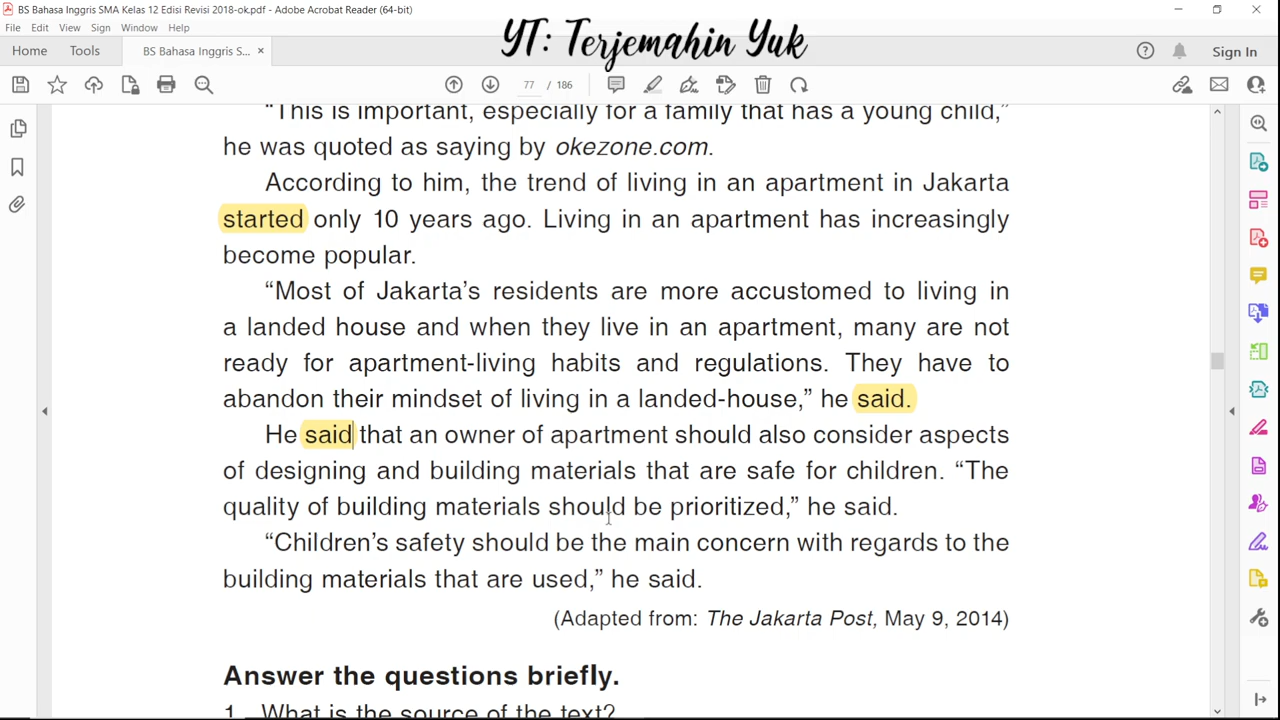 BS Bahasa Inggris SMA Kelas 12 Edisi Revisi 2018-ok.pdf - Adobe Acrobat Reader (64-bit)
File Edit View Sign Window Help
YT: Terjemahin Yuk
Home Tools BS Bahasa Inggris S... × Sign In
77 / 186
“This is important, especially for a family that has a young child,”
he was quoted as saying by okezone.com.
According to him, the trend of living in an apartment in Jakarta
started only 10 years ago. Living in an apartment has increasingly
become popular.
“Most of Jakarta’s residents are more accustomed to living in
a landed house and when they live in an apartment, many are not
ready for apartment-living habits and regulations. They have to
abandon their mindset of living in a landed-house,” he said.
He said that an owner of apartment should also consider aspects
of designing and building materials that are safe for children. “The
quality of building materials should be prioritized,” he said.
“Children’s safety should be the main concern with regards to the
building materials that are used,” he said.
(Adapted from: The Jakarta Post, May 9, 2014)
Answer the questions briefly.
1. What is the source of the text?